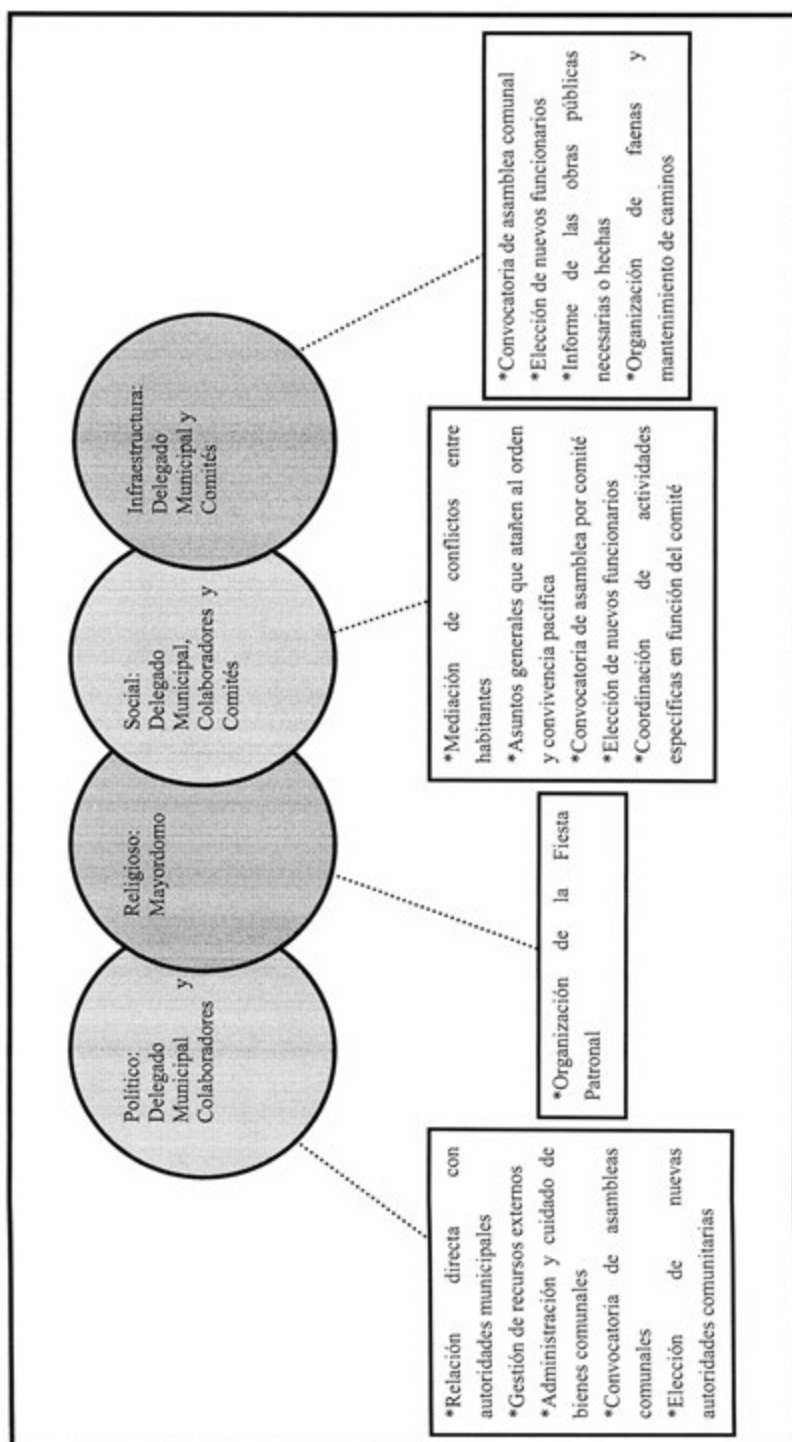 Político:
Delegado
Municipal y
Colaboradores
Religioso:
Mayordomo
Social:
Delegado
Municipal,
Colaboradores y
Comités
Infraestructura:
Delegado
Municipal y
Comités
*Relación directa con
autoridades municipales
*Gestión de recursos externos
*Administración y cuidado de
bienes comunales
*Convocatoria de asambleas
comunales
*Elección de nuevas
autoridades comunitarias
*Organización de la Fiesta
Patronal
*Mediación de conflictos entre
habitantes
*Asuntos generales que atañen al orden
y convivencia pacífica
*Convocatoria de asamblea por comité
*Elección de nuevos funcionarios
*Coordinación de actividades
específicas en función del comité
*Convocatoria de asamblea comunal
*Elección de nuevos funcionarios
*Informe de las obras públicas
necesarias o hechas
*Organización de faenas y
mantenimiento de caminos